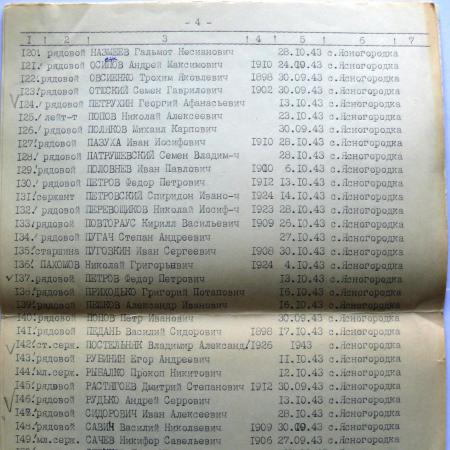 - 4 -
1 2 3 4 5 6 7
120. рядовой НАЗМЕЕВ Гальмот Несианович 28.10.43 с.Ясногородка
121. рядовой ОСИПОВ Андрей Максимович 1910 24.09.43 с.Ясногородка
122. рядовой ОВСИЕНКО Трохим Яковлевич 1898 30.09.43 с.Ясногородка
123. рядовой ОТЕСКИЙ Семен Гаврилович 1902 30.09.43 с.Ясногородка
124. рядовой ПЕТРУХИН Георгий Афанасьевич 13.10.43 с.Ясногородка
125. лейт-т ПОПОВ Николай Алексеевич 23.10.43 с.Ясногородка
126. рядовой ПОЛЯКОВ Михаил Карпович 30.09.43 с.Ясногородка
127. рядовой ПАЗУХА Иван Иосифович 1910 28.10.43 с.Ясногородка
128. рядовой ПАТРУШЕВСКИЙ Семен Владим-ч 28.10.43 с.Ясногородка
129. рядовой ПОЛОВНЕВ Иван Павлович 1900 6.10.43 с.Ясногородка
130. рядовой ПЕТРОВ Федор Петрович 1912 13.10.43 с.Ясногородка
131. сержант ПЕТРОВСКИЙ Спиридон Ивано-ч 1924 14.10.43 с.Ясногородка
132. рядовой ПЕРЕВОЩИКОВ Николай Иосиф-ч 1923 28.10.43 с.Ясногородка
133. рядовой ПОВТОРАУС Кирилл Васильевич 1909 26.10.43 с.Ясногородка
134. рядовой ПУГАЧ Степан Андреевич 27.10.43 с.Ясногородка
135. старшина ПУГОВКИН Иван Сергеевич 1908 30.10.43 с.Ясногородка
136. ПАХОМОВ Николай Григорьевич 1924 4.10.43 с.Ясногородка
137. рядовой ПЕТРОВ Федор Петрович 13.10.43 с.Ясногородка
138. рядовой ПРИХОДЬКО Григорий Потапович 16.10.43 с.Ясногородка
139. рядовой ПЕШКОВ Александр Иванович 16.10.43 с.Ясногородка
140. рядовой ПОПОВ Петр Иванович 30.09.43 с.Ясногородка
141. рядовой ПЕДАНЬ Василий Сидорович 1898 17.10.43 с.Ясногородка
142. ст.серж. ПОСТЕЛЬНЯК Владимир Александ. 1926 1943 с.Ясногородка
143. рядовой РУБИНИН Егор Андреевич 11.10.43 с.Ясногородка
144. мл.серж. РЫБАЛКО Прокоп Никитович 12.10.43 с.Ясногородка
145. рядовой РАСТЯГОЕВ Дмитрий Степанович 1912 30.09.43 с.Ясногородка
146. рядовой РУДЬКО Андрей Серрович 13.10.43 с.Ясногородка
147. рядовой СИДОРОВИЧ Иван Алексеевич 28.10.43 с.Ясногородка
148. рядовой САВИН Василий Николаевич 1909 30.09.43 с.Ясногородка
149. мл.серж. САЧЕВ Никифор Савельевич 1906 27.09.43 с.Ясногородка